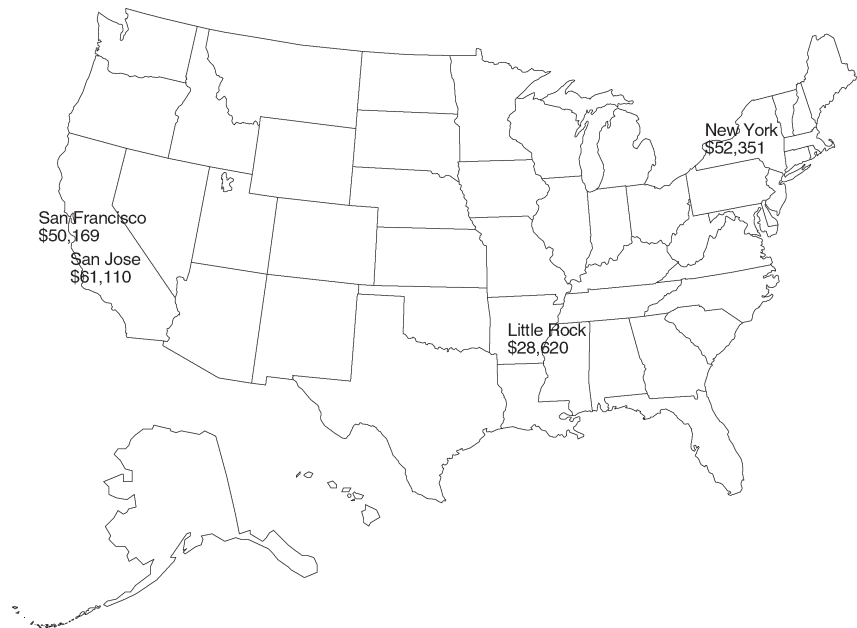 New York
$52,351
San Francisco
$50,169
San Jose
$61,110
Little Rock
$28,620